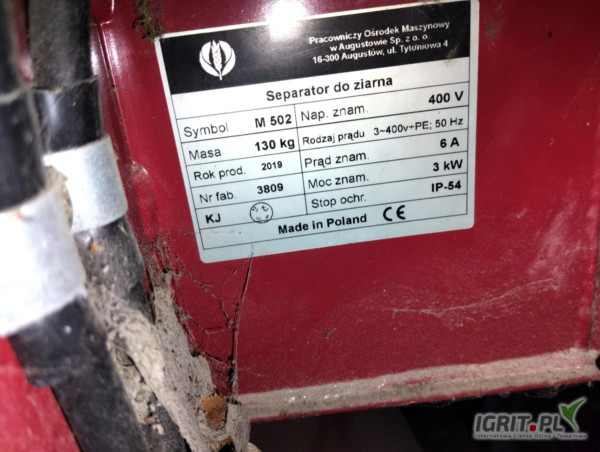 Pracowniczy Ośrodek Maszynowy
w Augustowie Sp. z o. o.
16-300 Augustów, ul. Tytoniowa 4
Separator do ziarna
Symbol M 502 Nap. znam. 400 V
Masa 130 kg Rodzaj prądu 3~400v+PE; 50 Hz
Rok prod. 2019 Prąd znam. 6 A
Nr fab. 3809 Moc znam. 3 kW
KJ Stop ochr. IP-54
Made in Poland CE
IGRIT.PL
Internetowa Giełda Rolna i Towarowa